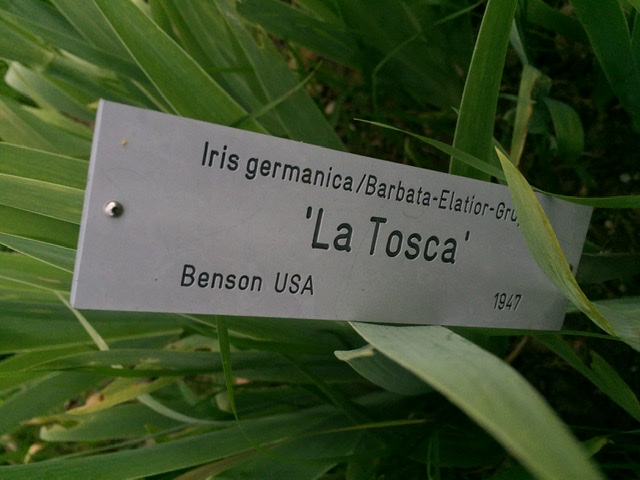 Iris germanica/Barbata-Elatior-Gru
'La Tosca'
Benson USA
1947